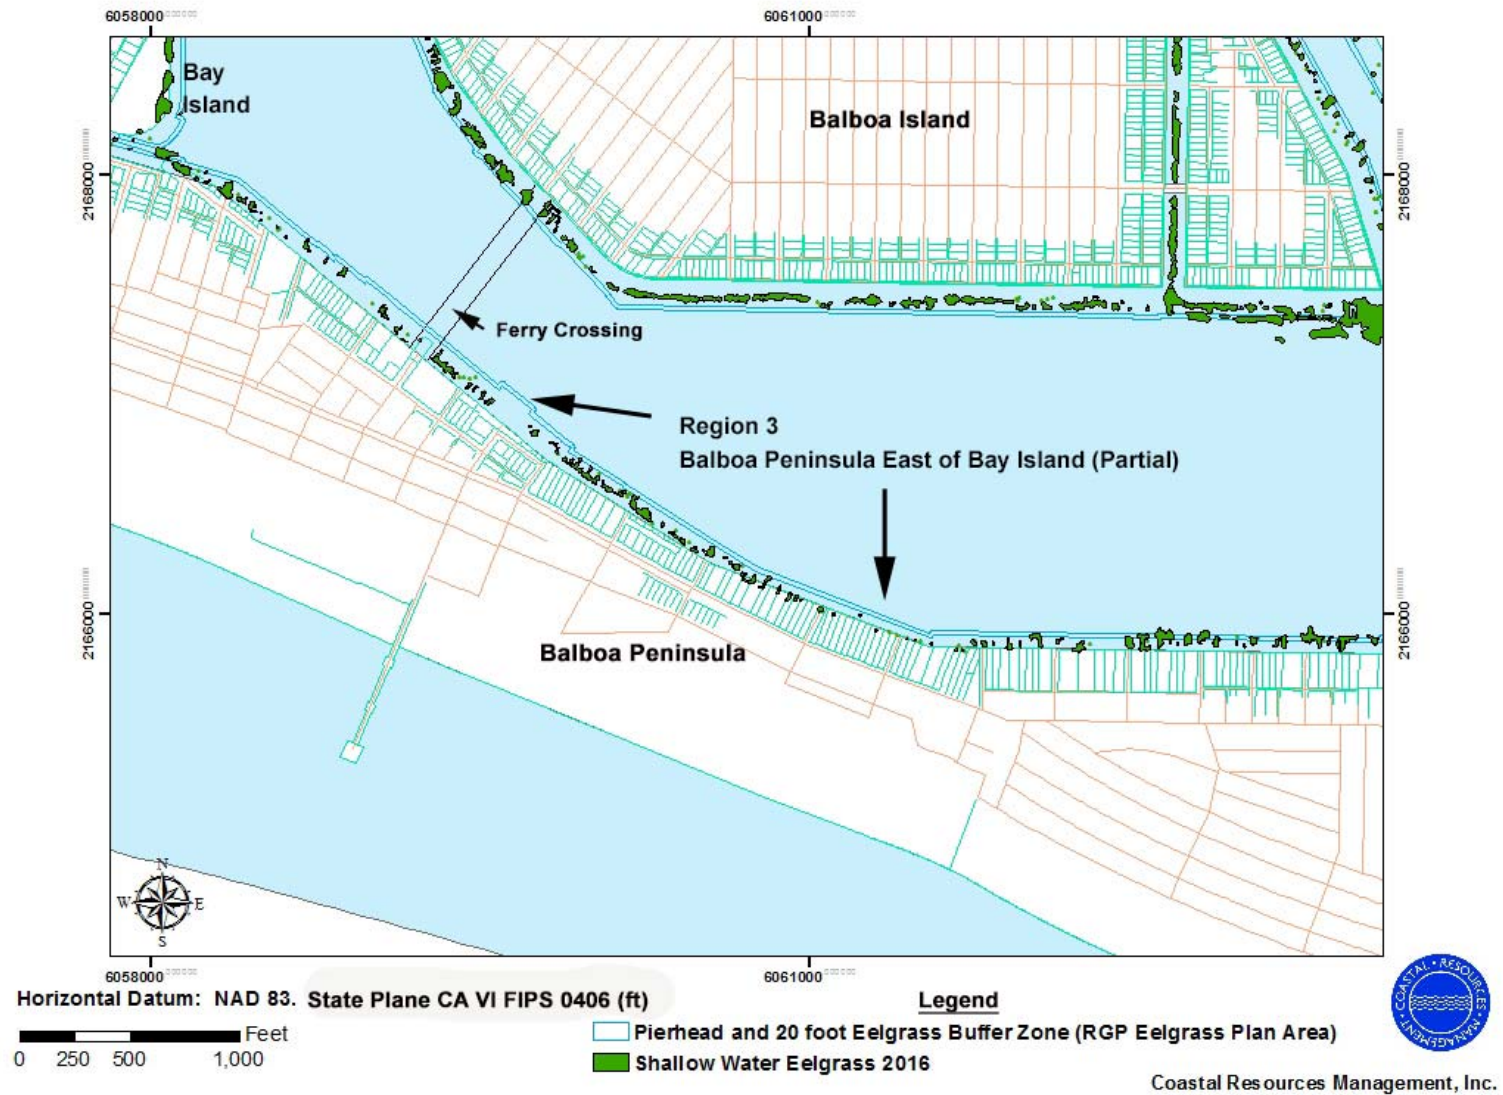 6058000
6061000
Bay
Island
Balboa Island
2168000
2168000
Ferry Crossing
Region 3
Balboa Peninsula East of Bay Island (Partial)
2166000
2166000
Balboa Peninsula
N
W
E
S
6058000
6061000
Horizontal Datum: NAD 83. State Plane CA VI FIPS 0406 (ft)
Feet
0 250 500 1,000
Legend
Pierhead and 20 foot Eelgrass Buffer Zone (RGP Eelgrass Plan Area)
Shallow Water Eelgrass 2016
COASTAL • RESOURCES • MANAGEMENT •
Coastal Resources Management, Inc.